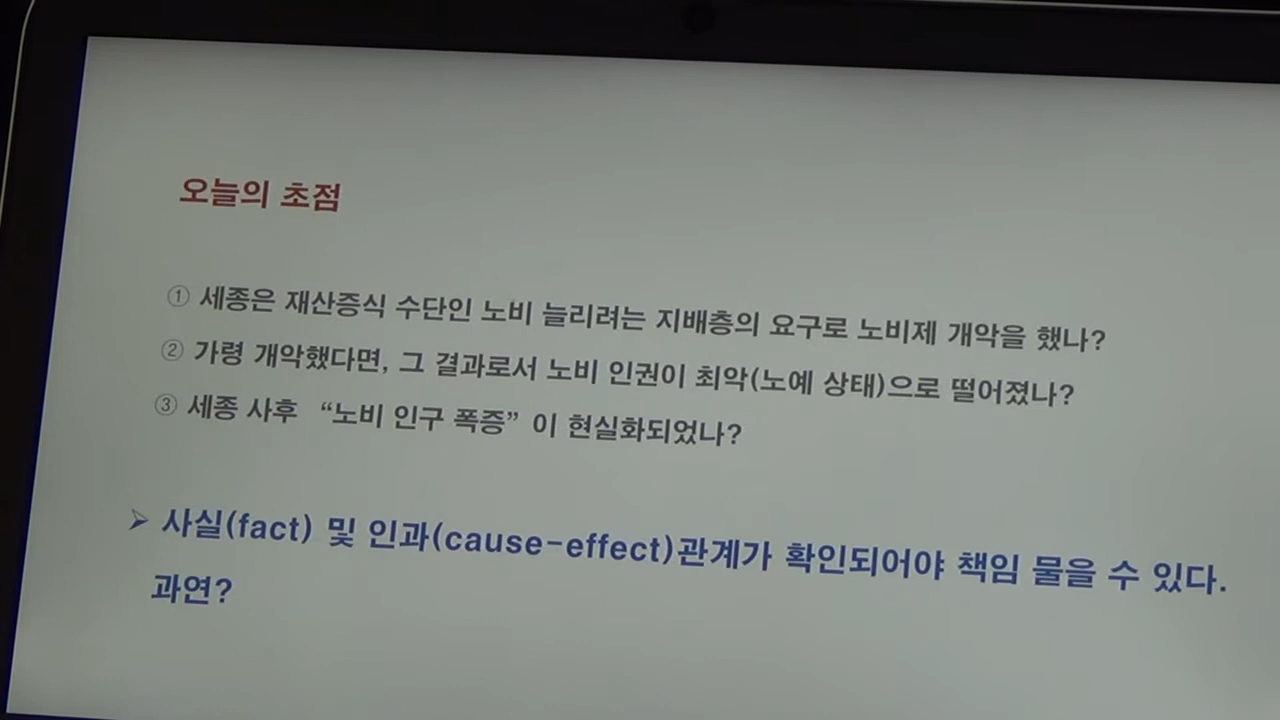 오늘의 초점
① 세종은 재산증식 수단인 노비 늘리려는 지배층의 요구로 노비제 개악을 했나?
② 가령 개악했다면, 그 결과로서 노비 인권이 최악(노예 상태)으로 떨어졌나?
③ 세종 사후 “노비 인구 폭증” 이 현실화되었나?
➢ 사실(fact) 및 인과(cause-effect)관계가 확인되어야 책임 물을 수 있다.
과연?